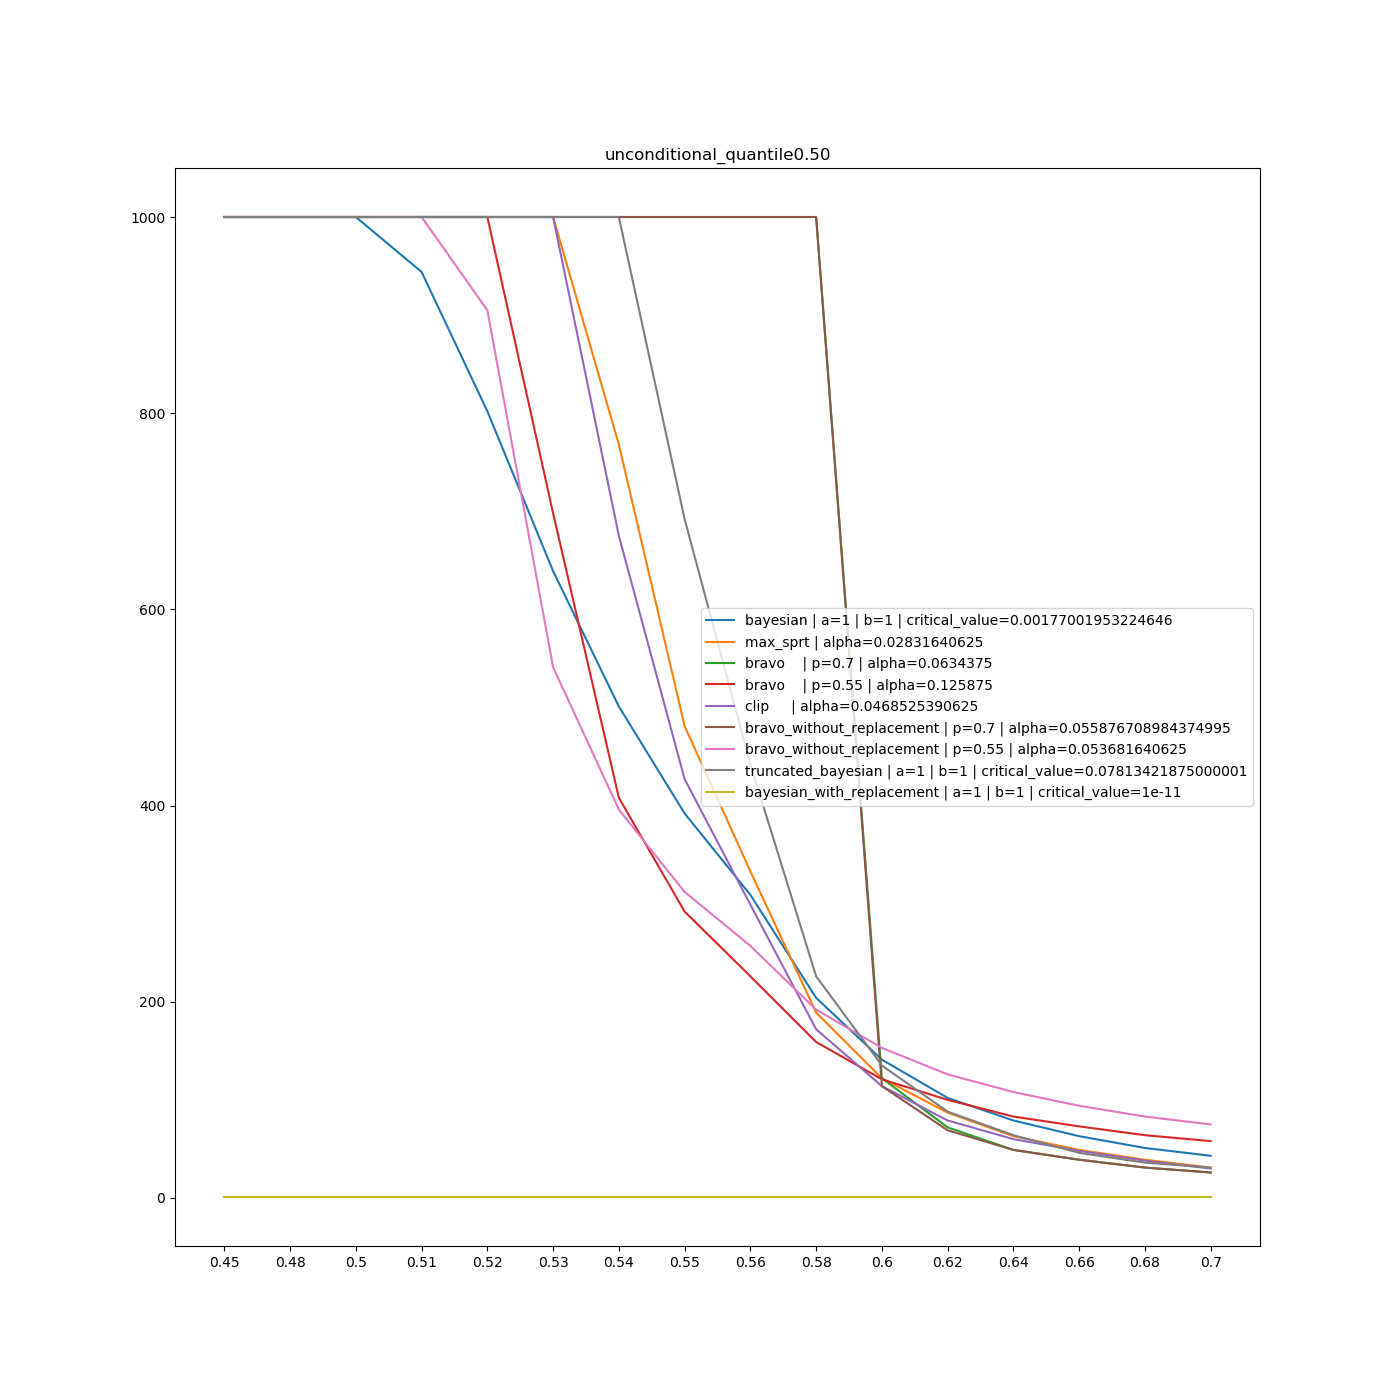 unconditional_quantile0.50
1000
800
600
400
200
0
bayesian | a=1 | b=1 | critical_value=0.00177001953224646
max_sprt | alpha=0.02831640625
bravo    | p=0.7 | alpha=0.0634375
bravo    | p=0.55 | alpha=0.125875
clip     | alpha=0.0468525390625
bravo_without_replacement | p=0.7 | alpha=0.055876708984374995
bravo_without_replacement | p=0.55 | alpha=0.053681640625
truncated_bayesian | a=1 | b=1 | critical_value=0.07813421875000001
bayesian_with_replacement | a=1 | b=1 | critical_value=1e-11
0.45 0.48 0.5 0.51 0.52 0.53 0.54 0.55 0.56 0.58 0.6 0.62 0.64 0.66 0.68 0.7